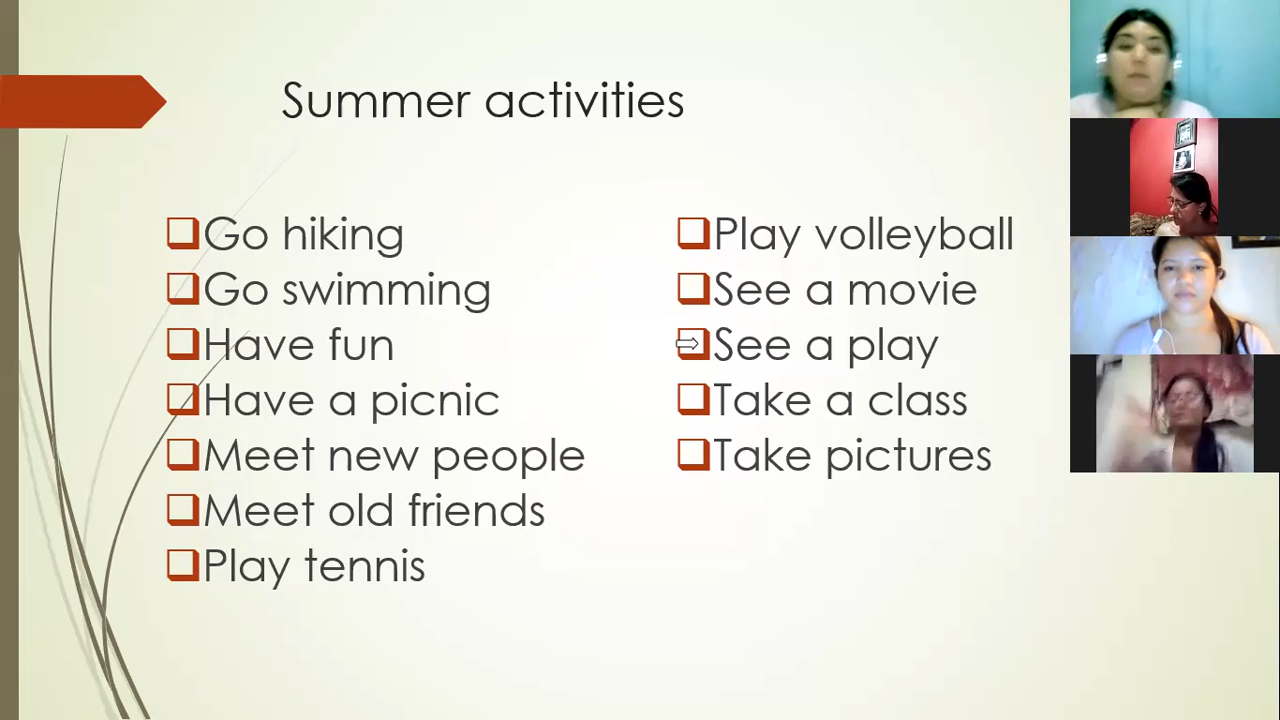 Summer activities
Go hiking
Go swimming
Have fun
Have a picnic
Meet new people
Meet old friends
Play tennis
Play volleyball
See a movie
See a play
Take a class
Take pictures